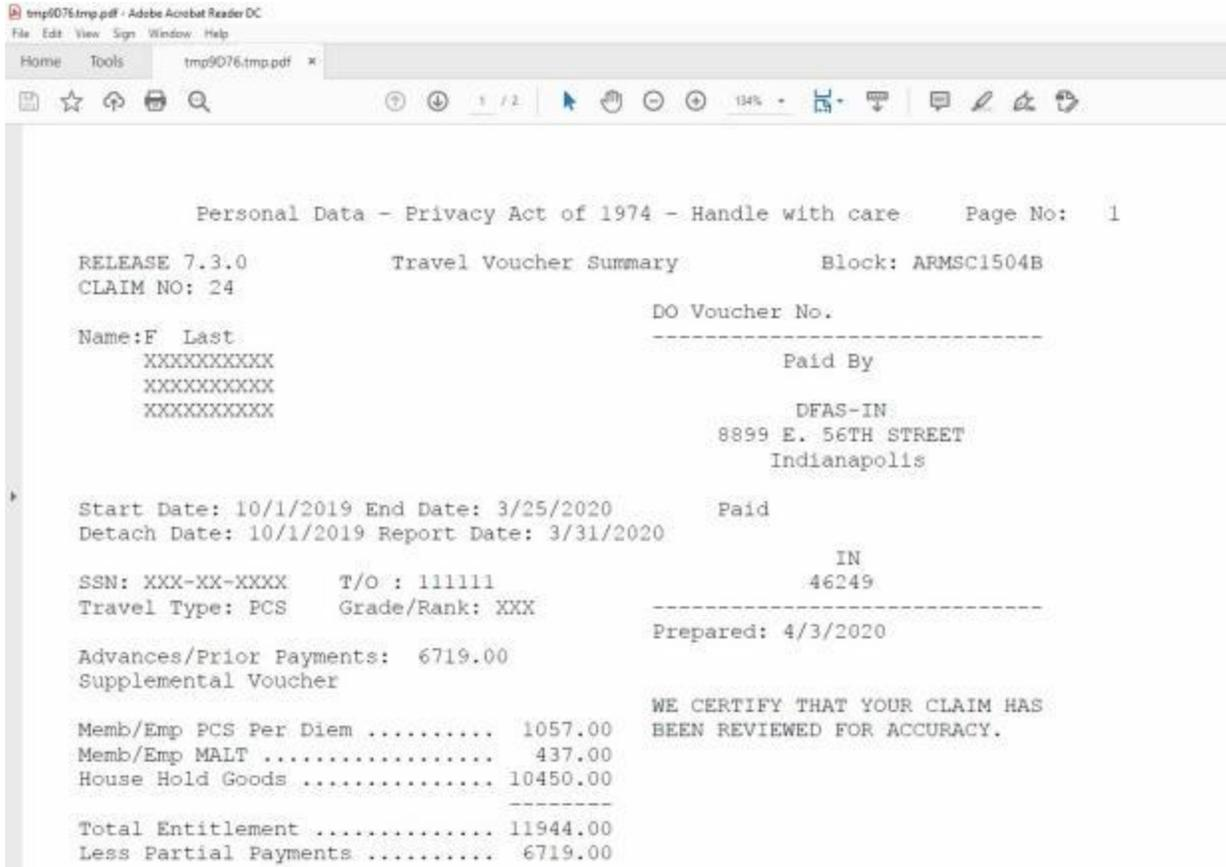 tmp9D76.tmp.pdf - Adobe Acrobat Reader DC
File Edit View Sign Window Help
Home Tools tmp9D76.tmp.pdf ×
1 / 2 134%
Personal Data - Privacy Act of 1974 - Handle with care Page No: 1
RELEASE 7.3.0 Travel Voucher Summary Block: ARMSC1504B
CLAIM NO: 24
DO Voucher No.
Name:F Last ------------------------------
XXXXXXXXXX Paid By
XXXXXXXXXX
XXXXXXXXXX DFAS-IN
8899 E. 56TH STREET
Indianapolis
Start Date: 10/1/2019 End Date: 3/25/2020 Paid
Detach Date: 10/1/2019 Report Date: 3/31/2020
IN
SSN: XXX-XX-XXXX T/O : 111111 46249
Travel Type: PCS Grade/Rank: XXX ------------------------------
Prepared: 4/3/2020
Advances/Prior Payments: 6719.00
Supplemental Voucher
WE CERTIFY THAT YOUR CLAIM HAS
Memb/Emp PCS Per Diem .......... 1057.00 BEEN REVIEWED FOR ACCURACY.
Memb/Emp MALT .................. 437.00
House Hold Goods ............... 10450.00
--------
Total Entitlement .............. 11944.00
Less Partial Payments .......... 6719.00